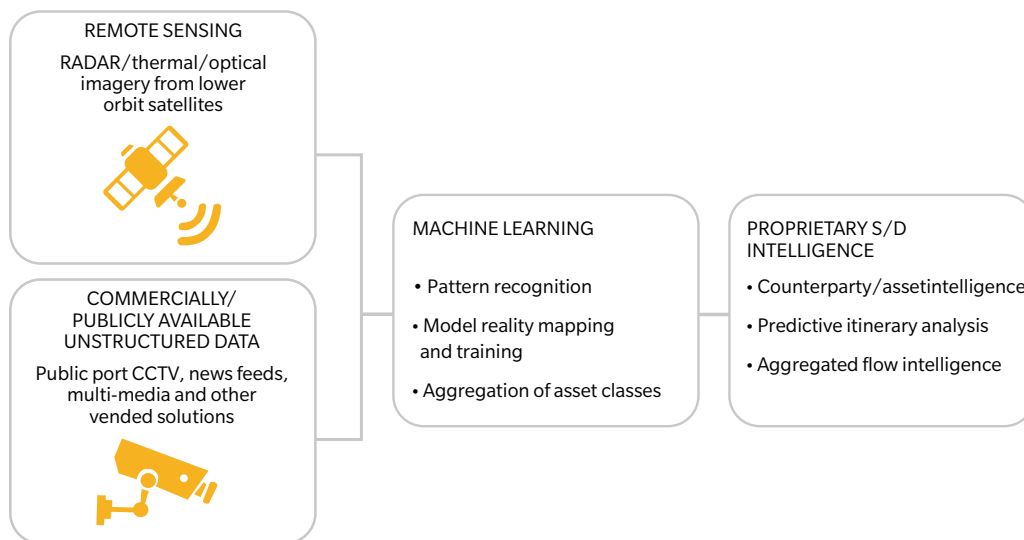 REMOTE SENSING
RADAR/thermal/optical
imagery from lower
orbit satellites
COMMERCIALLY/
PUBLICLY AVAILABLE
UNSTRUCTURED DATA
Public port CCTV, news feeds,
multi-media and other
vended solutions
MACHINE LEARNING
• Pattern recognition
• Model reality mapping
and training
• Aggregation of asset classes
PROPRIETARY S/D
INTELLIGENCE
• Counterparty/assetintelligence
• Predictive itinerary analysis
• Aggregated flow intelligence